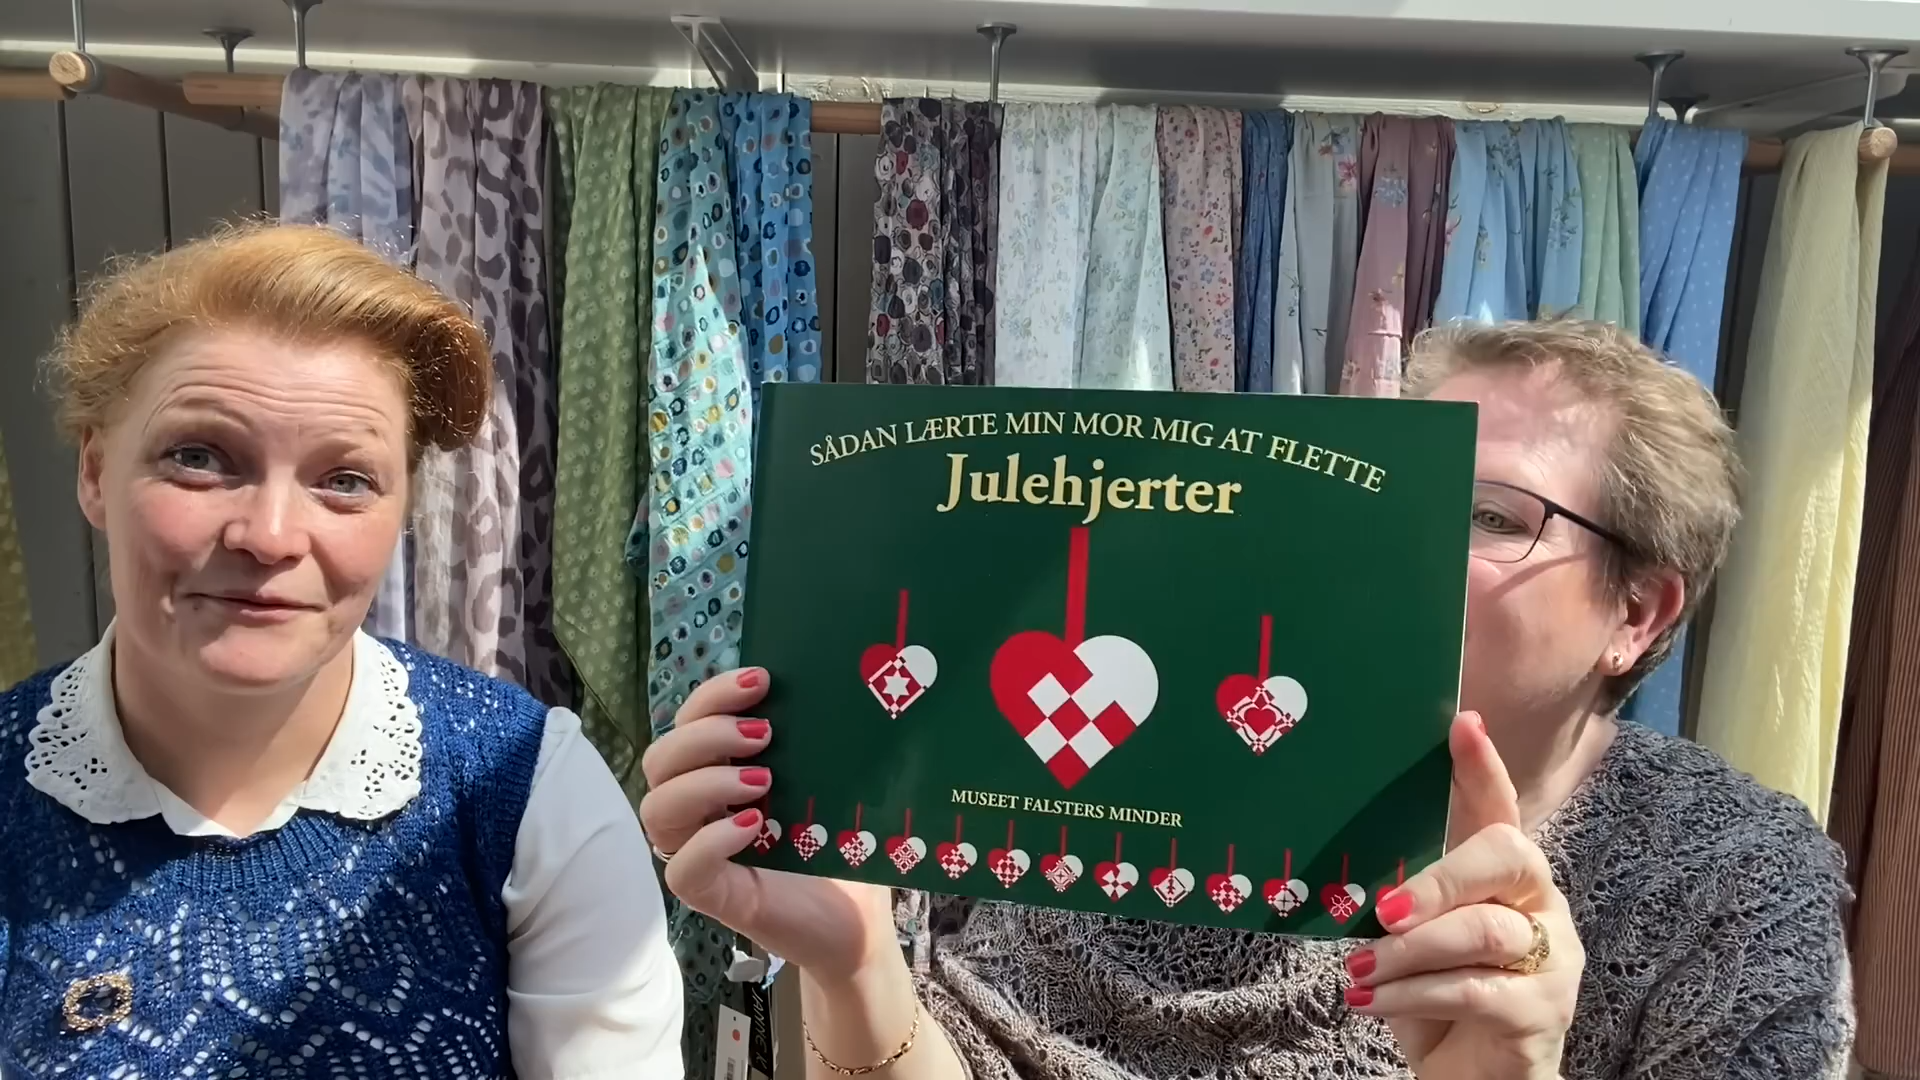 SÅDAN LÆRTE MIN MOR MIG AT FLETTE
Julehjerter
MUSEET FALSTERS MINDER